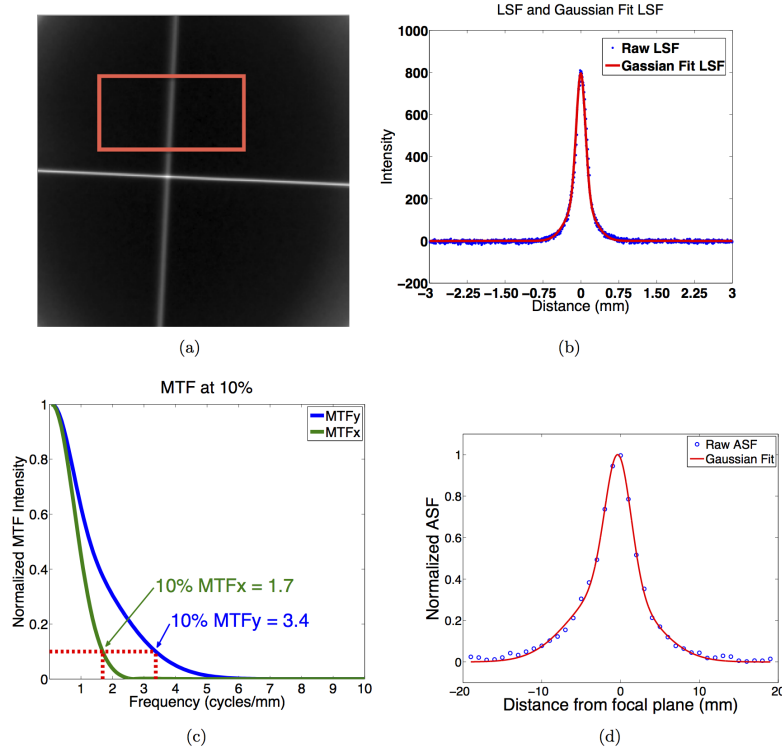 (a)
LSF and Gaussian Fit LSF
Raw LSF
Gassian Fit LSF
Intensity
1000
800
600
400
200
0
−200
−3 −2.25 −1.50 −0.75 0 0.75 1.50 2.25 3
Distance (mm)
(b)
MTF at 10%
MTFy
MTFx
Normalized MTF Intensity
1
0.8
0.6
0.4
0.2
0
10% MTFx = 1.7
10% MTFy = 3.4
1 2 3 4 5 6 7 8 9 10
Frequency (cycles/mm)
(c)
Raw ASF
Gaussian Fit
Normalized ASF
1
0.8
0.6
0.4
0.2
0
−20 −10 0 10 20
Distance from focal plane (mm)
(d)